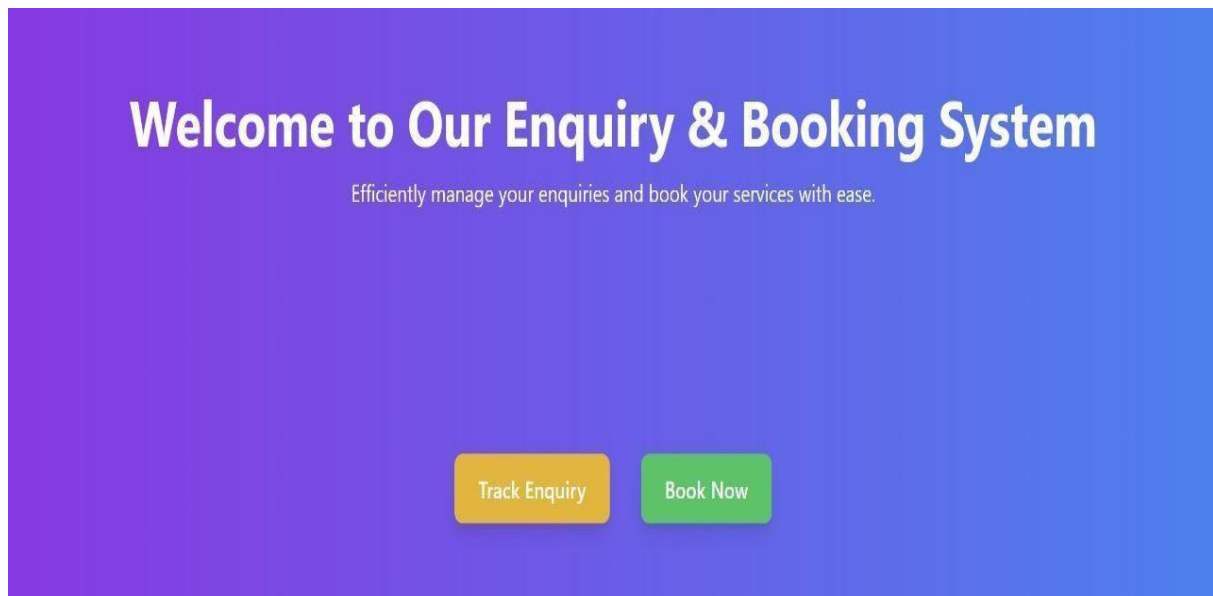 Welcome to Our Enquiry & Booking System
Efficiently manage your enquiries and book your services with ease.
Track Enquiry
Book Now